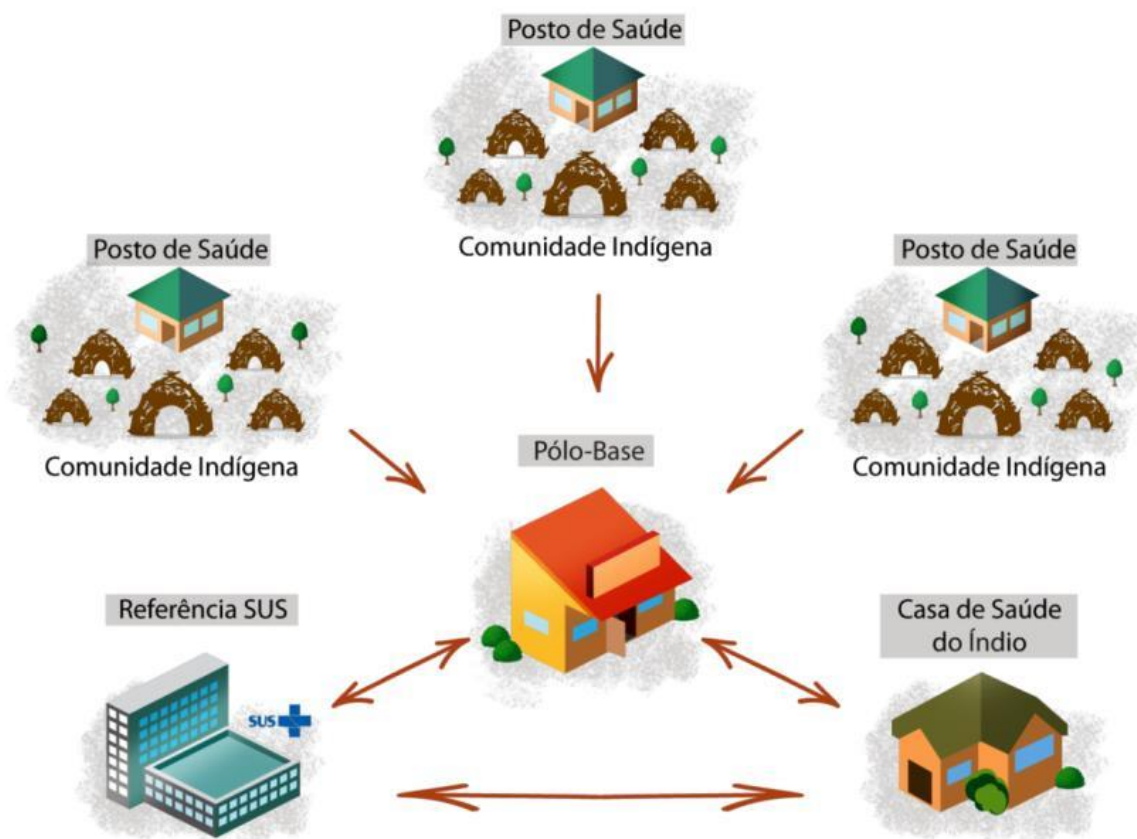 Posto de Saúde
Comunidade Indígena
Posto de Saúde
Comunidade Indígena
Posto de Saúde
Comunidade Indígena
Pólo-Base
Referência SUS
SUS
Casa de Saúde
do Índio